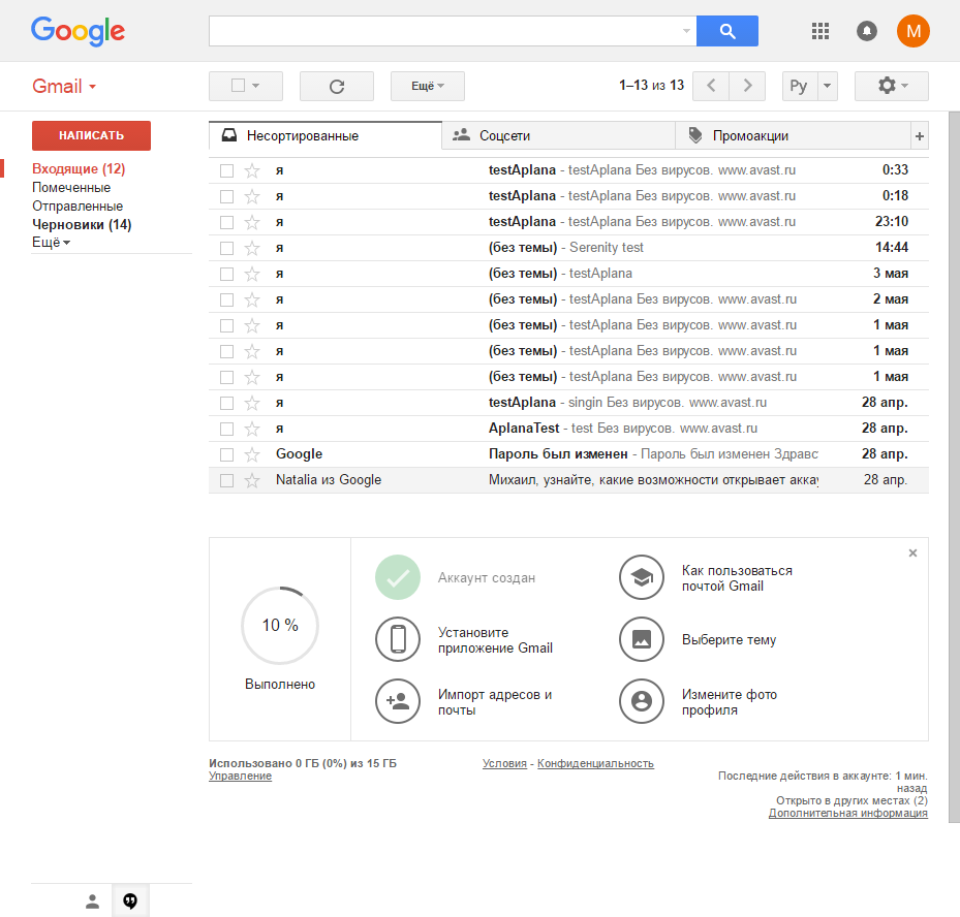 Google
M
Gmail
Ещё
1–13 из 13
Ру
НАПИСАТЬ
Входящие (12)
Помеченные
Отправленные
Черновики (14)
Ещё
Несортированные
Соцсети
Промоакции
+
я testAplana - testAplana Без вирусов. www.avast.ru 0:33
я testAplana - testAplana Без вирусов. www.avast.ru 0:18
я testAplana - testAplana Без вирусов. www.avast.ru 23:10
я (без темы) - Serenity test 14:44
я (без темы) - testAplana 3 мая
я (без темы) - testAplana Без вирусов. www.avast.ru 2 мая
я (без темы) - testAplana Без вирусов. www.avast.ru 1 мая
я (без темы) - testAplana Без вирусов. www.avast.ru 1 мая
я (без темы) - testAplana Без вирусов. www.avast.ru 1 мая
я testAplana - singin Без вирусов. www.avast.ru 28 апр.
я AplanaTest - test Без вирусов. www.avast.ru 28 апр.
Google Пароль был изменен - Пароль был изменен Здравс 28 апр.
Natalia из Google Михаил, узнайте, какие возможности открывает акка 28 апр.
10 %
Выполнено
Аккаунт создан
Как пользоваться
почтой Gmail
Установите
приложение Gmail
Выберите тему
Импорт адресов и
почты
Измените фото
профиля
Использовано 0 ГБ (0%) из 15 ГБ
Управление
Условия - Конфиденциальность
Последние действия в аккаунте: 1 мин.
назад
Открыто в других местах (2)
Дополнительная информация